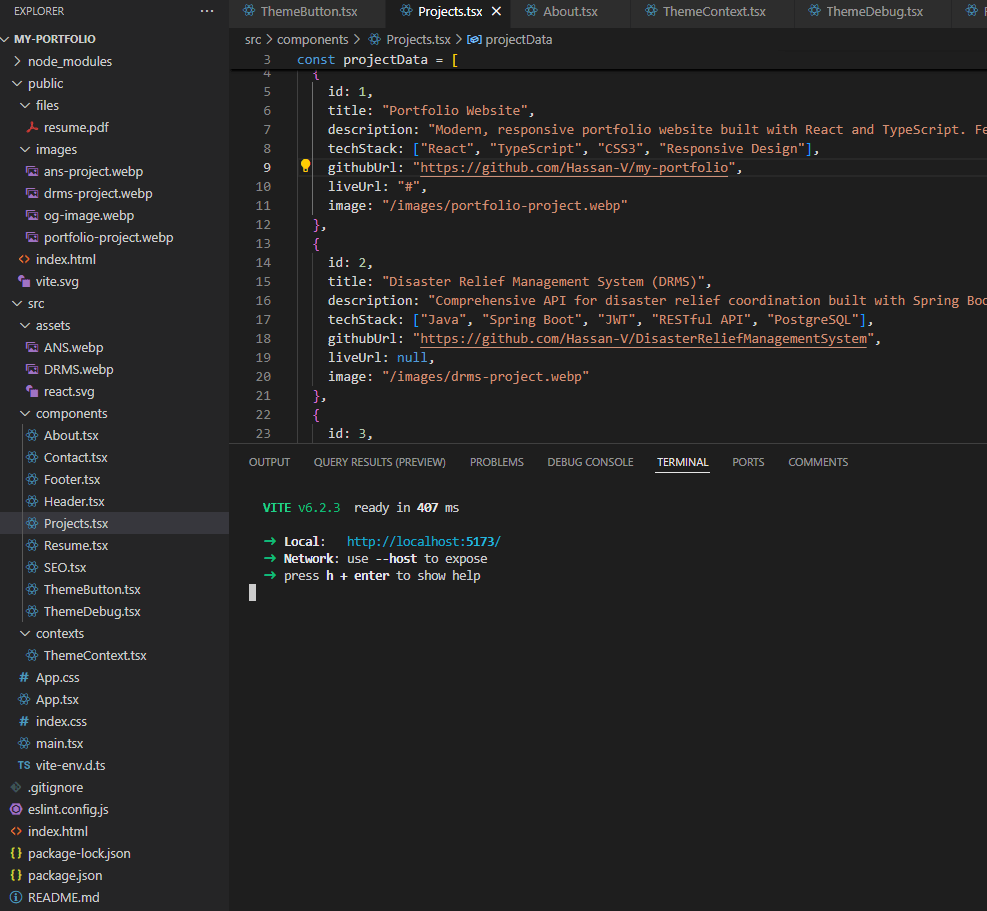 EXPLORER
MY-PORTFOLIO
node_modules
public
files
resume.pdf
images
ans-project.webp
drms-project.webp
og-image.webp
portfolio-project.webp
index.html
vite.svg
src
assets
ANS.webp
DRMS.webp
react.svg
components
About.tsx
Contact.tsx
Footer.tsx
Header.tsx
Projects.tsx
Resume.tsx
SEO.tsx
ThemeButton.tsx
ThemeDebug.tsx
contexts
ThemeContext.tsx
# App.css
App.tsx
# index.css
main.tsx
TS vite-env.d.ts
.gitignore
eslint.config.js
index.html
{} package-lock.json
{} package.json
README.md
ThemeButton.tsx Projects.tsx About.tsx ThemeContext.tsx ThemeDebug.tsx
src > components > Projects.tsx > projectData
3 const projectData = [
4 {
5 id: 1,
6 title: "Portfolio Website",
7 description: "Modern, responsive portfolio website built with React and TypeScript. Fe
8 techStack: ["React", "TypeScript", "CSS3", "Responsive Design"],
9 githubUrl: "https://github.com/Hassan-V/my-portfolio",
10 liveUrl: "#",
11 image: "/images/portfolio-project.webp"
12 },
13 {
14 id: 2,
15 title: "Disaster Relief Management System (DRMS)",
16 description: "Comprehensive API for disaster relief coordination built with Spring Boo
17 techStack: ["Java", "Spring Boot", "JWT", "RESTful API", "PostgreSQL"],
18 githubUrl: "https://github.com/Hassan-V/DisasterReliefManagementSystem",
19 liveUrl: null,
20 image: "/images/drms-project.webp"
21 },
22 {
23 id: 3,
OUTPUT QUERY RESULTS (PREVIEW) PROBLEMS DEBUG CONSOLE TERMINAL PORTS COMMENTS
VITE v6.2.3 ready in 407 ms
➜ Local: http://localhost:5173/
➜ Network: use --host to expose
➜ press h + enter to show help